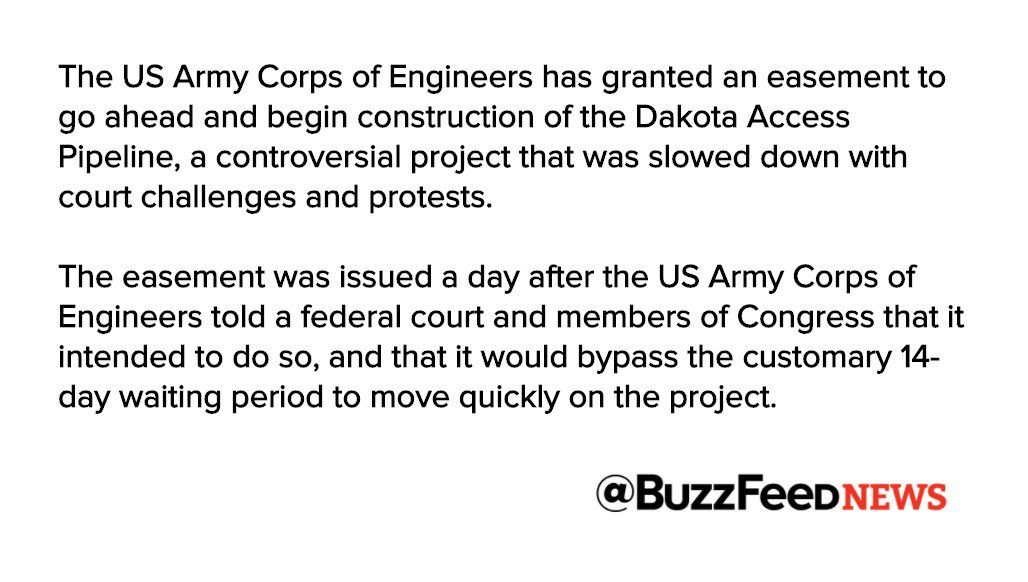 The US Army Corps of Engineers has granted an easement to
go ahead and begin construction of the Dakota Access
Pipeline, a controversial project that was slowed down with
court challenges and protests.
The easement was issued a day after the US Army Corps of
Engineers told a federal court and members of Congress that it
intended to do so, and that it would bypass the customary 14-
day waiting period to move quickly on the project.
@BuzzFeedNEWS